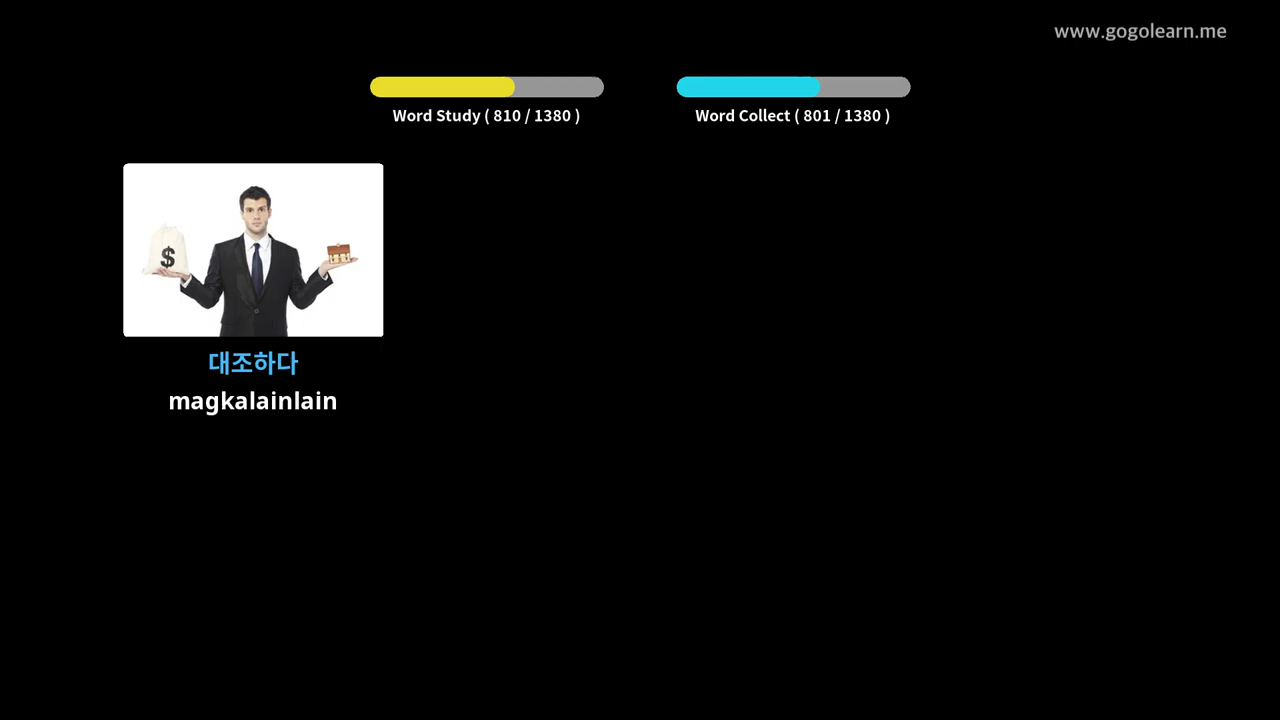 www.gogolearn.me
Word Study ( 810 / 1380 )
Word Collect ( 801 / 1380 )
$
대조하다
magkalainlain